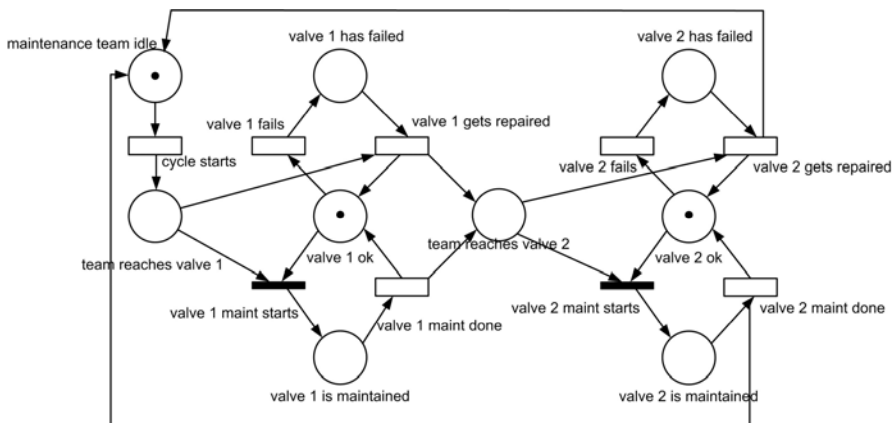 maintenance team idle
valve 1 has failed
valve 2 has failed
valve 1 fails
valve 1 gets repaired
cycle starts
valve 2 fails
valve 2 gets repaired
team reaches valve 1
valve 1 ok
team reaches valve 2
valve 2 ok
valve 1 maint starts
valve 1 maint done
valve 2 maint starts
valve 2 maint done
valve 1 is maintained
valve 2 is maintained